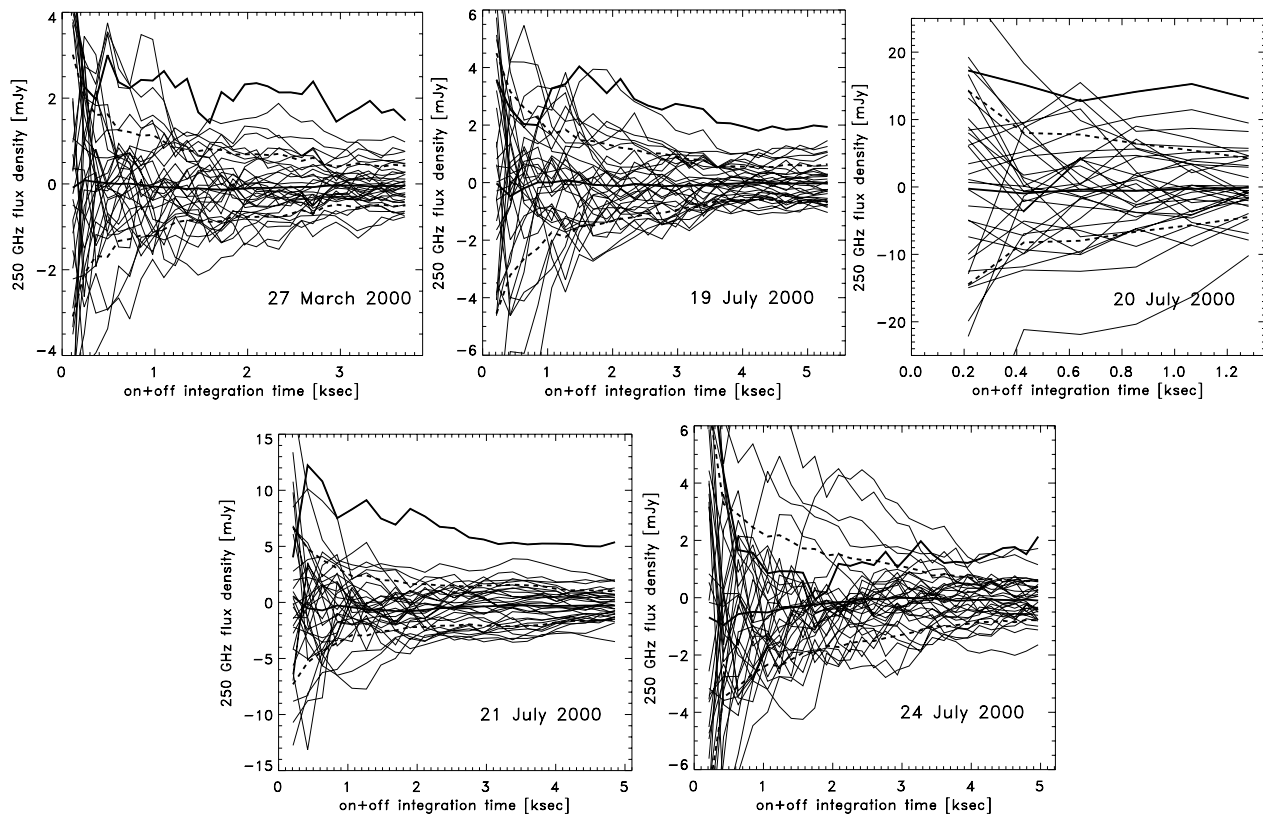 4
2
0
-2
-4
250 GHz flux density [mJy]
27 March 2000
0 1 2 3
on+off integration time [ksec]
6
4
2
0
-2
-4
-6
250 GHz flux density [mJy]
19 July 2000
0 1 2 3 4 5
on+off integration time [ksec]
20
10
0
-10
-20
250 GHz flux density [mJy]
20 July 2000
0.0 0.2 0.4 0.6 0.8 1.0 1.2
on+off integration time [ksec]
15
10
5
0
-5
-10
-15
250 GHz flux density [mJy]
21 July 2000
0 1 2 3 4 5
on+off integration time [ksec]
6
4
2
0
-2
-4
-6
250 GHz flux density [mJy]
24 July 2000
0 1 2 3 4 5
on+off integration time [ksec]